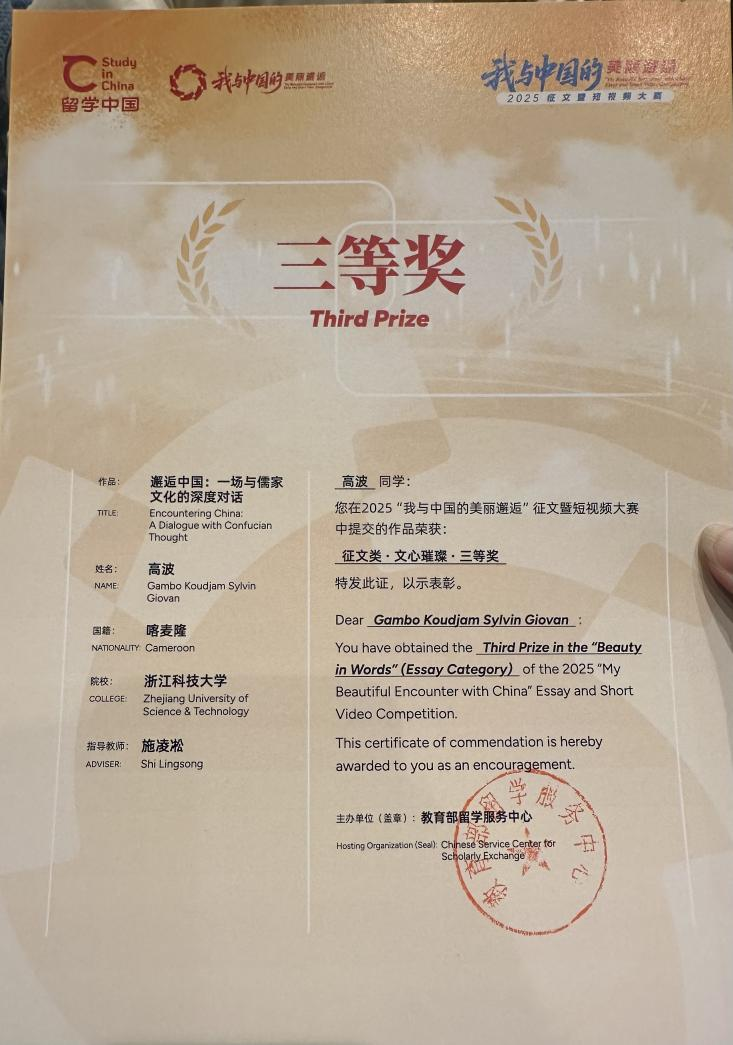 Study
in
China
留学中国
我与中国的美丽邂逅
我与中国的美丽邂逅
2025 征文暨短视频大赛
三等奖
Third Prize
作品：
邂逅中国：一场与儒家
文化的深度对话
TITLE:
Encountering China:
A Dialogue with Confucian
Thought
姓名：
高波
NAME:
Gambo Koudjam Sylvin
Giovan
国籍：
喀麦隆
NATIONALITY:
Cameroon
院校：
浙江科技大学
COLLEGE:
Zhejiang University of
Science & Technology
指导教师：
施凌凇
ADVISER:
Shi Lingsong
高波 同学：
您在2025“我与中国的美丽邂逅”征文暨短视频大赛
中提交的作品荣获：
征文类·文心璀璨·三等奖
特发此证，以示表彰。
Dear Gambo Koudjam Sylvin Giovan :
You have obtained the Third Prize in the “Beauty
in Words” (Essay Category) of the 2025 “My
Beautiful Encounter with China” Essay and Short
Video Competition.
This certificate of commendation is hereby
awarded to you as an encouragement.
主办单位（盖章）：教育部留学服务中心
Hosting Organization (Seal): Chinese Service Center for
Scholarly Exchange
教育部留学服务中心